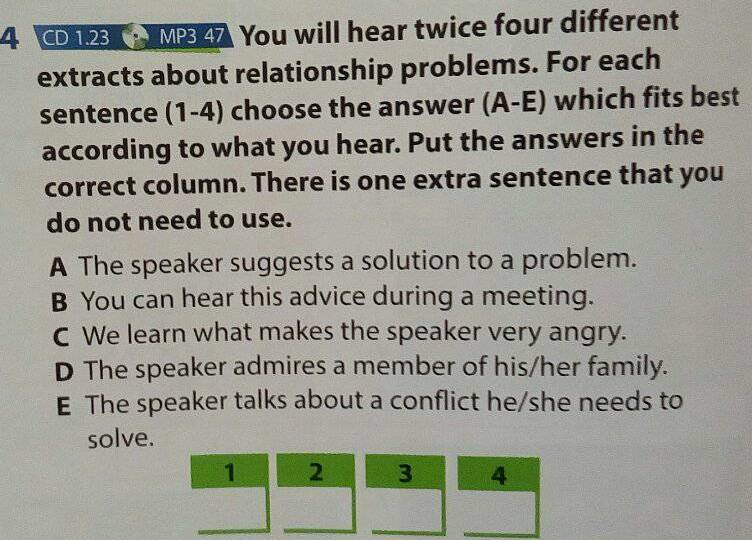 4 CD 1.23 MP3 47 You will hear twice four different
extracts about relationship problems. For each
sentence (1-4) choose the answer (A-E) which fits best
according to what you hear. Put the answers in the
correct column. There is one extra sentence that you
do not need to use.
A The speaker suggests a solution to a problem.
B You can hear this advice during a meeting.
C We learn what makes the speaker very angry.
D The speaker admires a member of his/her family.
E The speaker talks about a conflict he/she needs to
solve.
1 2 3 4